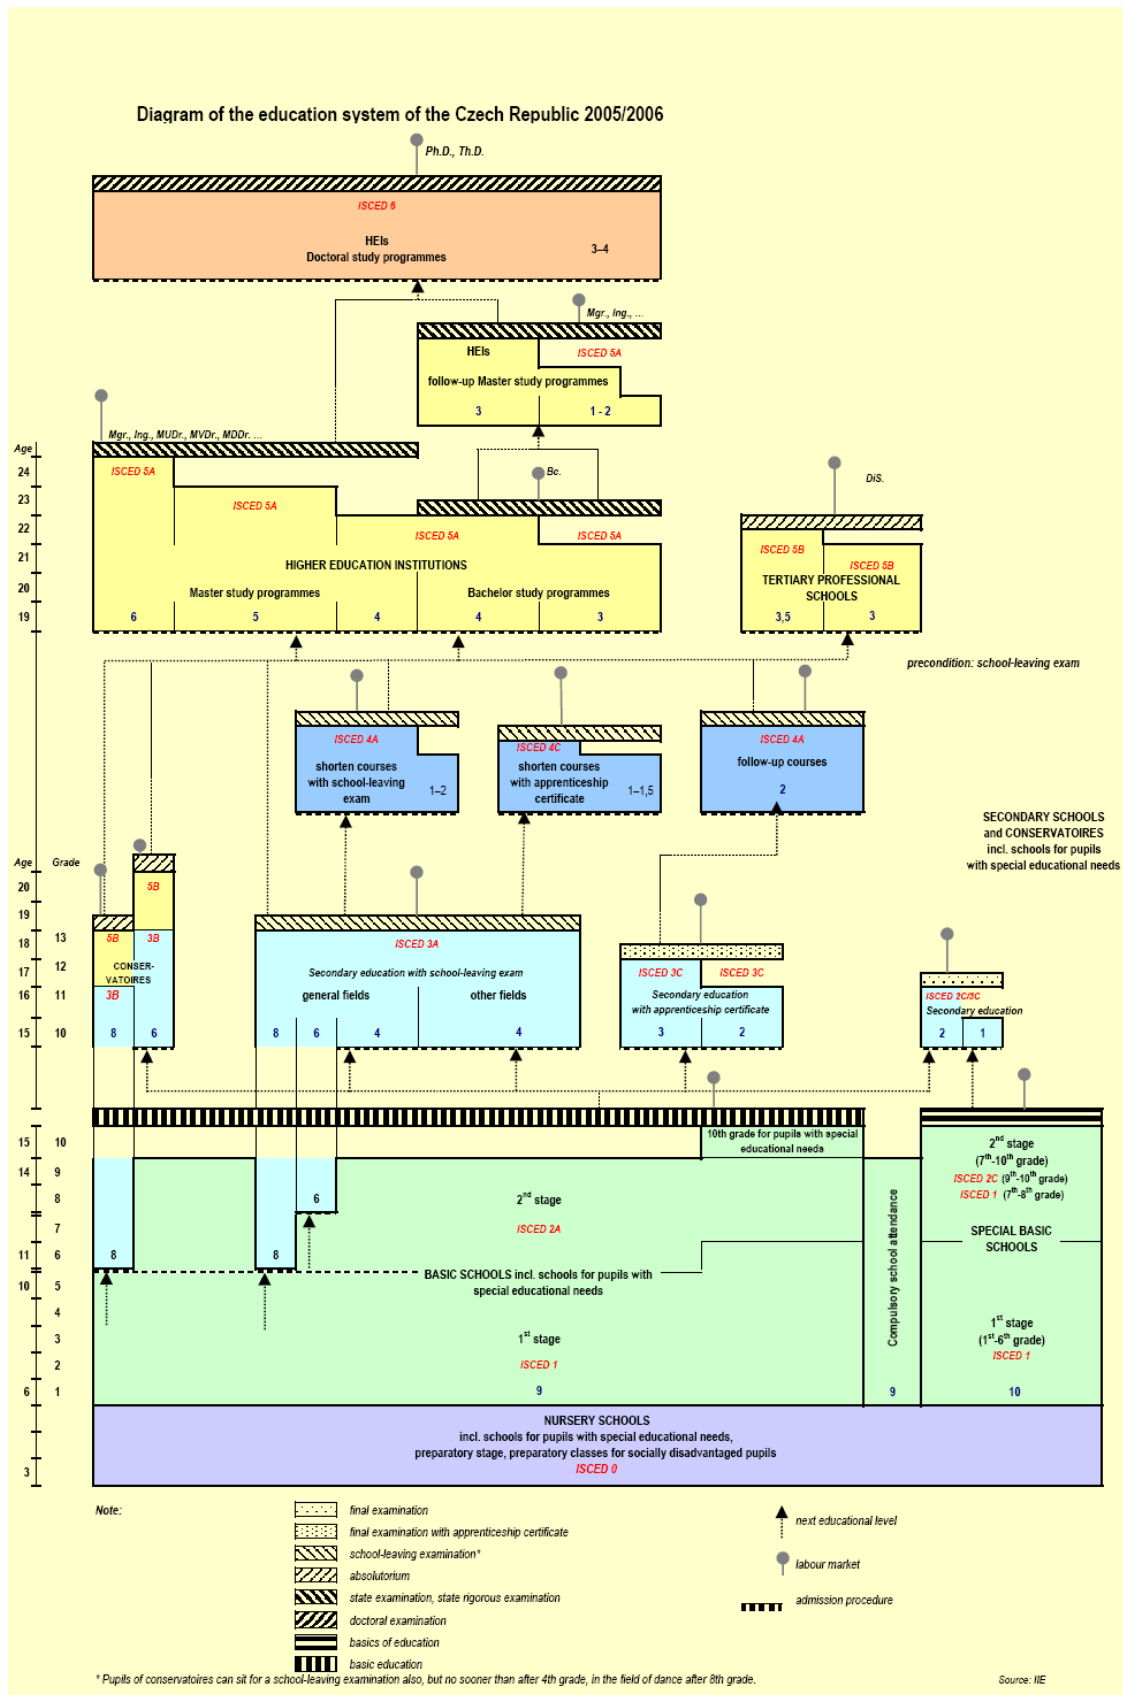 Diagram of the education system of the Czech Republic 2005/2006
Ph.D., Th.D.
ISCED 6
HEIs
Doctoral study programmes
3–4
Mgr., Ing., ...
HEIs
ISCED 5A
follow-up Master study programmes
3
1 - 2
Mgr., Ing., MUDr., MVDr., MDDr. ...
Age
24
23
22
21
20
19
ISCED 5A
ISCED 5A
ISCED 5A
ISCED 5A
Bc.
HIGHER EDUCATION INSTITUTIONS
Master study programmes
Bachelor study programmes
6
5
4
4
3
DiS.
ISCED 5B
ISCED 5B
TERTIARY PROFESSIONAL
SCHOOLS
3,5
3
precondition: school-leaving exam
ISCED 4A
shorten courses
with school-leaving
exam
1–2
ISCED 4C
shorten courses
with apprenticeship
certificate
1–1,5
ISCED 4A
follow-up courses
2
SECONDARY SCHOOLS
and CONSERVATOIRES
incl. schools for pupils
with special educational needs
Age
Grade
20
19
18
13
17
12
16
11
15
10
5B
5B
3B
CONSER-
VATOIRES
3B
8
6
ISCED 3A
Secondary education with school-leaving exam
general fields
other fields
8
6
4
4
ISCED 3C
ISCED 3C
Secondary education
with apprenticeship certificate
3
2
ISCED 2C/3C
Secondary education
2
1
15
10
14
9
8
7
11
6
10
5
4
3
2
6
1
3
10th grade for pupils with special
educational needs
8
8
6
2nd stage
ISCED 2A
BASIC SCHOOLS incl. schools for pupils with
special educational needs
1st stage
ISCED 1
9
Compulsory school attendance
9
2nd stage
(7th-10th grade)
ISCED 2C (9th-10th grade)
ISCED 1 (7th-8th grade)
SPECIAL BASIC
SCHOOLS
1st stage
(1st-6th grade)
ISCED 1
10
NURSERY SCHOOLS
incl. schools for pupils with special educational needs,
preparatory stage, preparatory classes for socially disadvantaged pupils
ISCED 0
Note:
final examination
final examination with apprenticeship certificate
school-leaving examination*
absolutorium
state examination, state rigorous examination
doctoral examination
basics of education
basic education
next educational level
labour market
admission procedure
* Pupils of conservatoires can sit for a school-leaving examination also, but no sooner than after 4th grade, in the field of dance after 8th grade.
Source: IIE